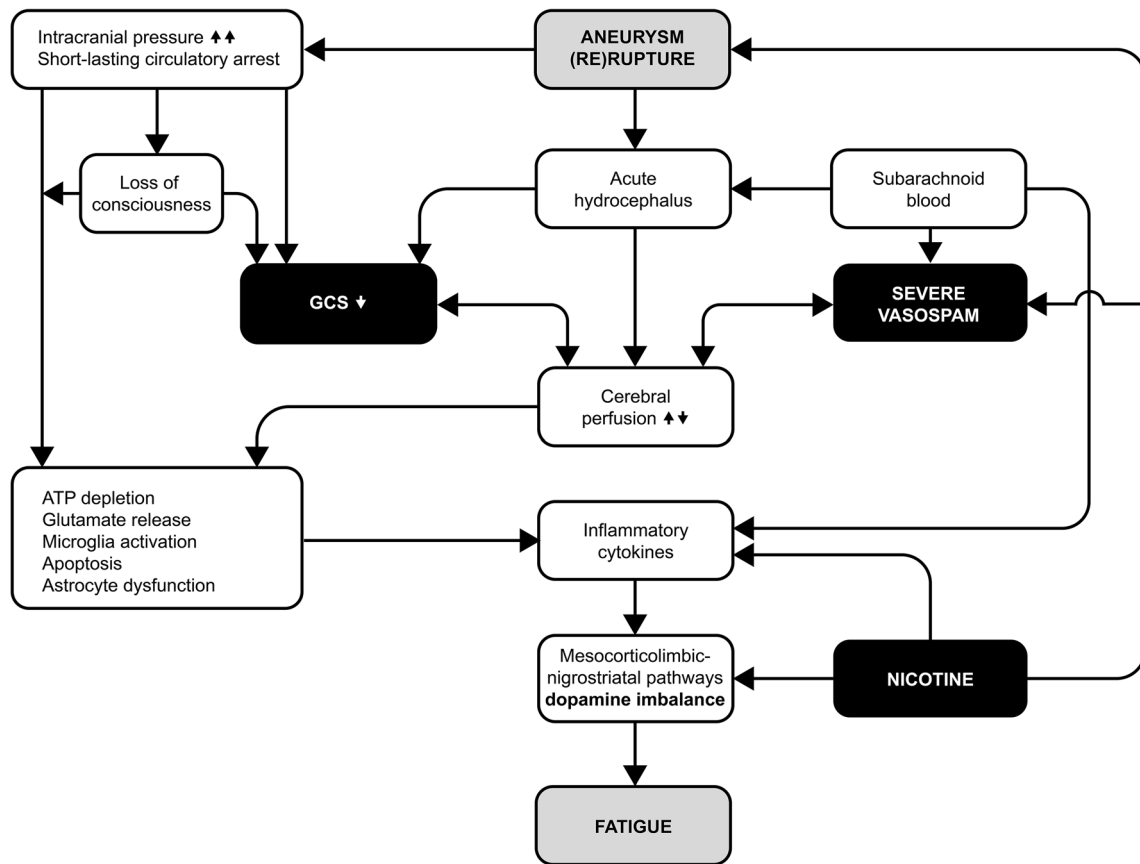 Intracranial pressure ↑↑
Short-lasting circulatory arrest
ANEURYSM
(RE)RUPTURE
Loss of
consciousness
Acute
hydrocephalus
Subarachnoid
blood
GCS ↓
SEVERE
VASOSPAM
Cerebral
perfusion ↑↓
ATP depletion
Glutamate release
Microglia activation
Apoptosis
Astrocyte dysfunction
Inflammatory
cytokines
Mesocorticolimbic-
nigrostriatal pathways
dopamine imbalance
NICOTINE
FATIGUE